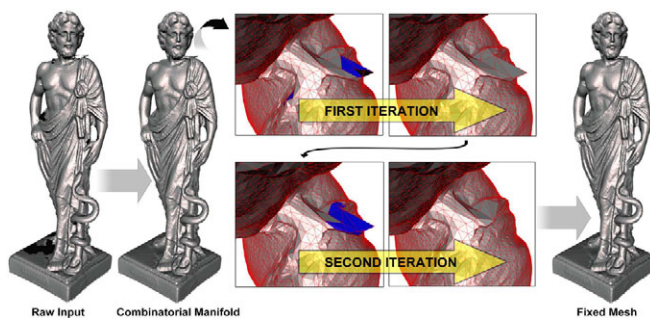 FIRST ITERATION
SECOND ITERATION
Raw Input
Combinatorial Manifold
Fixed Mesh